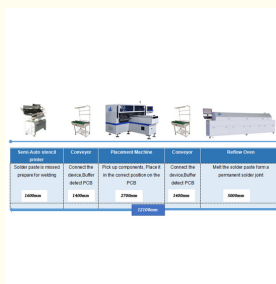 Semi-Auto stencil
printer
Conveyor
Placement Machine
Conveyor
Reflow Oven
Solder paste is missed
prepare for welding
Connect the
device,Buffer
detect PCB
Pick up components, Place it
in the correct position on the
PCB
Connect the
device,Buffer
detect PCB
Melt the solder paste form a
permanent solder joint
1600mm
1400mm
2700mm
1400mm
5000mm
12100mm